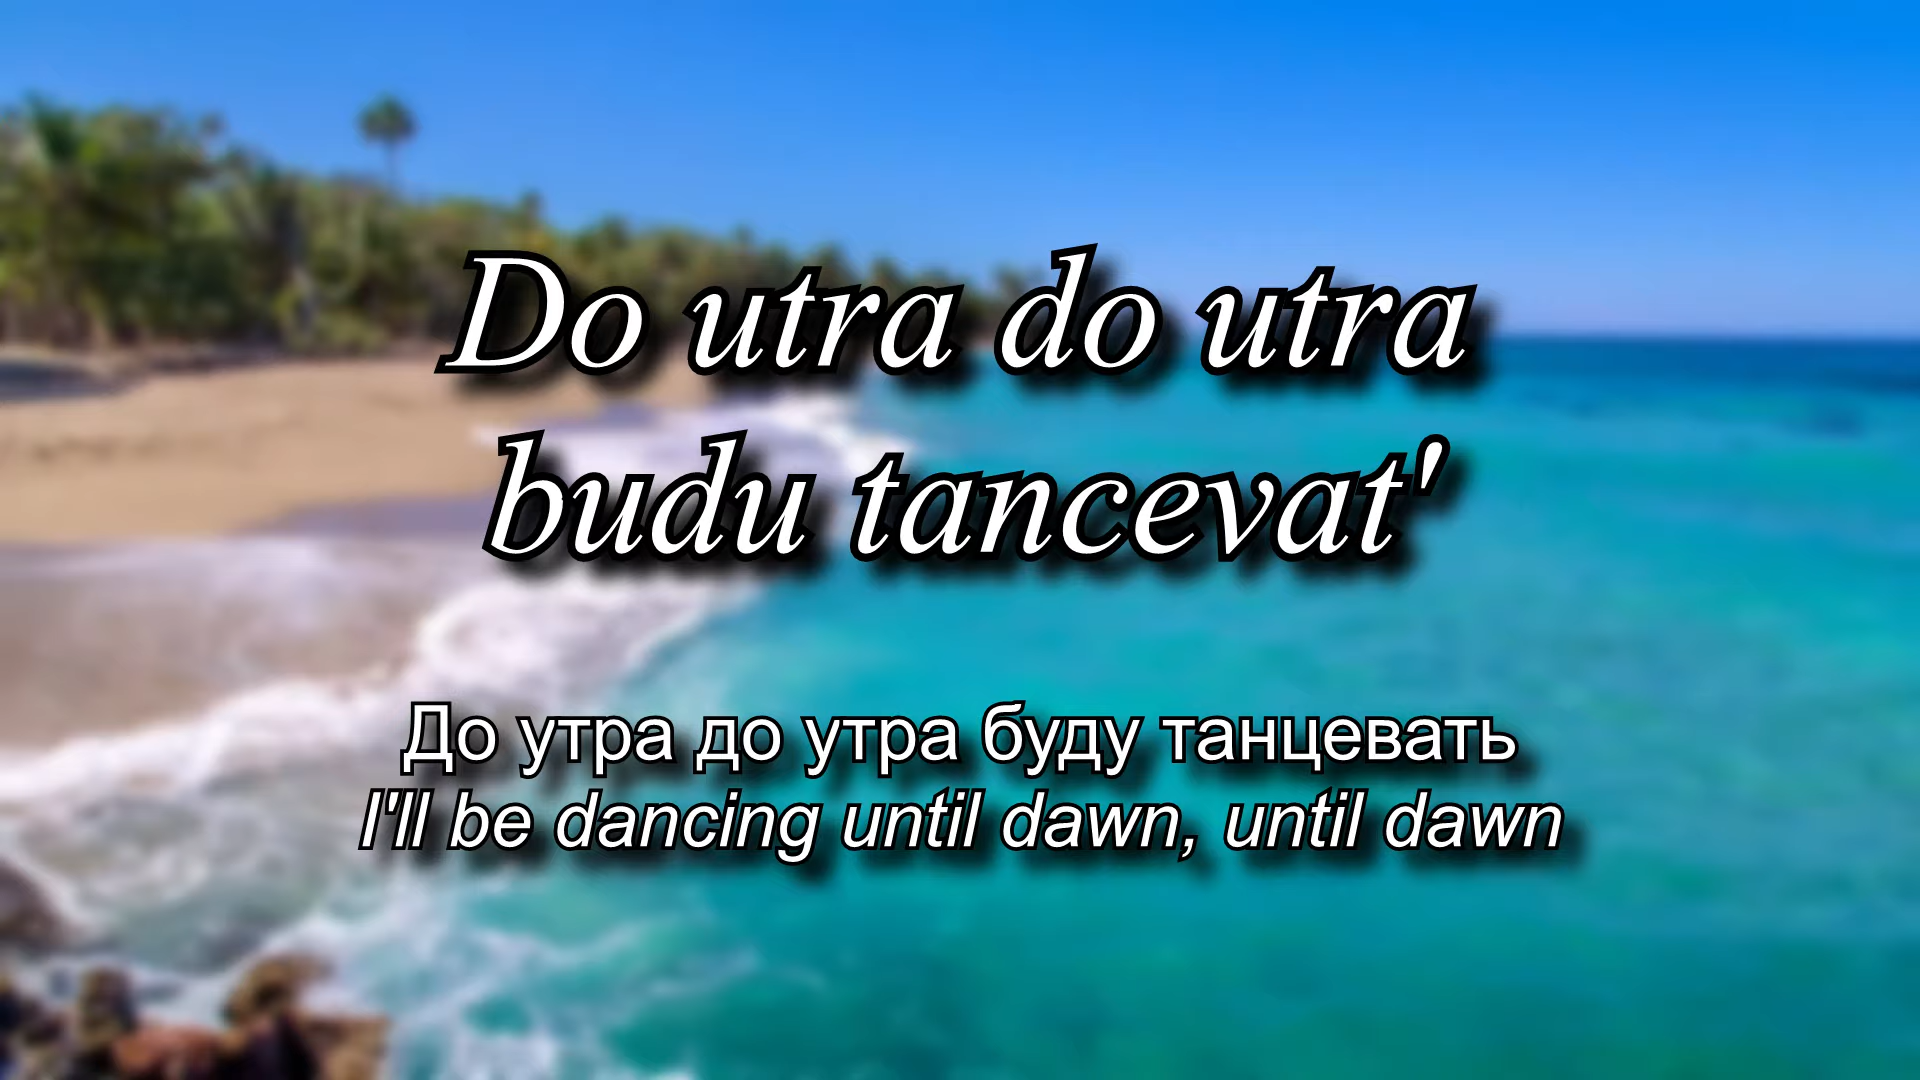 Do utra do utra
budu tancevat'
До утра до утра буду танцевать
I'll be dancing until dawn, until dawn